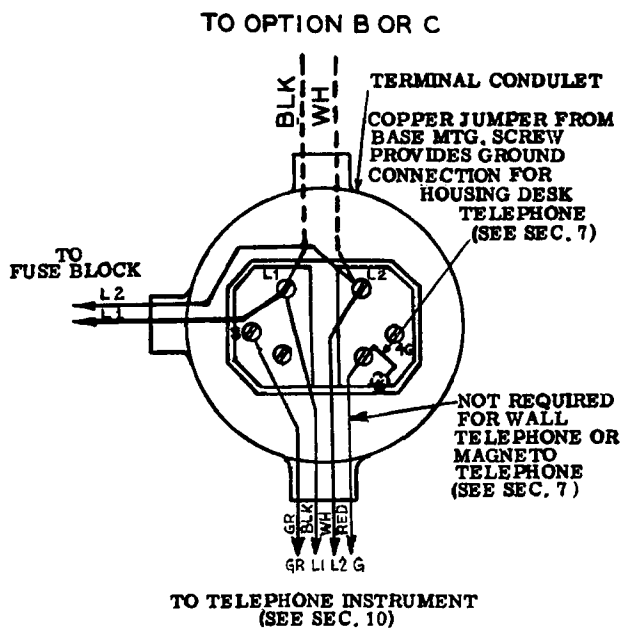 TO OPTION B OR C
BLK
WH
TERMINAL CONDULET
COPPER JUMPER FROM
BASE MTG. SCREW
PROVIDES GROUND
CONNECTION FOR
HOUSING DESK
TELEPHONE
(SEE SEC. 7)
TO
FUSE BLOCK
L2
L1
L1
L2
4G
NOT REQUIRED
FOR WALL
TELEPHONE OR
MAGNETO
TELEPHONE
(SEE SEC. 7)
GR
BLK
WH
RED
GR L1 L2 G
TO TELEPHONE INSTRUMENT
(SEE SEC. 10)